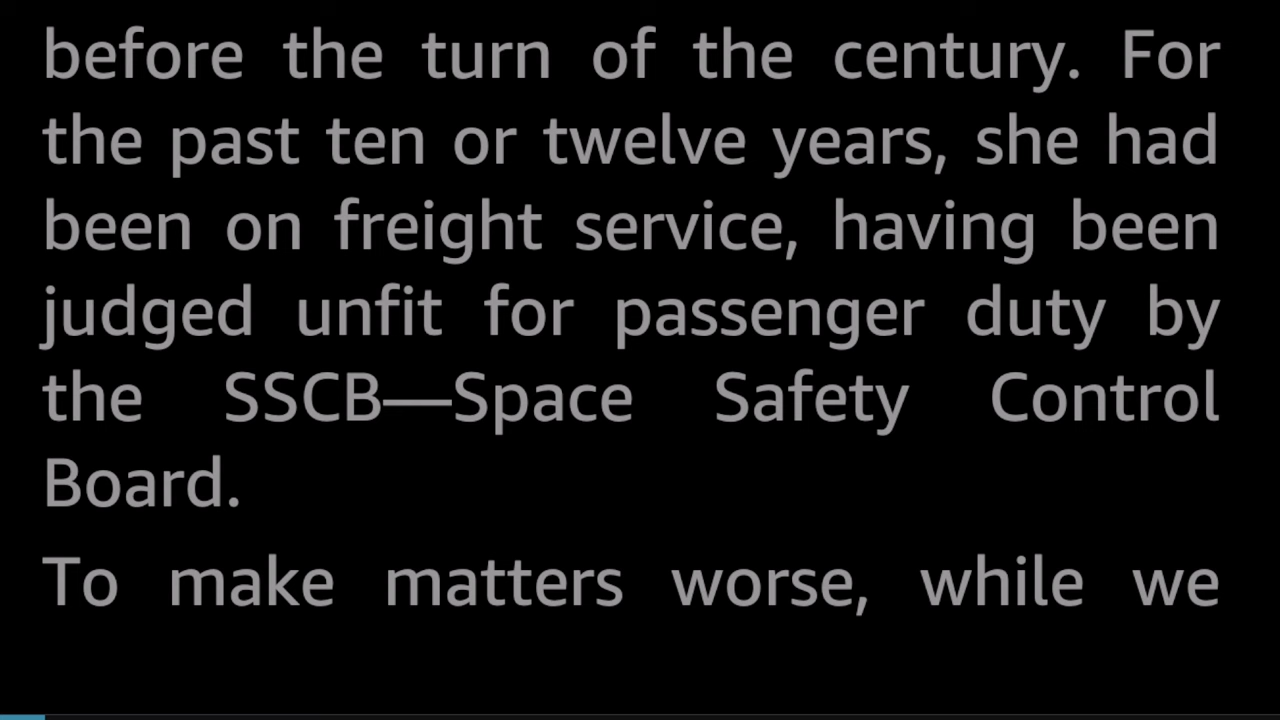 before the turn of the century. For
the past ten or twelve years, she had
been on freight service, having been
judged unfit for passenger duty by
the SSCB—Space Safety Control
Board.
To make matters worse, while we